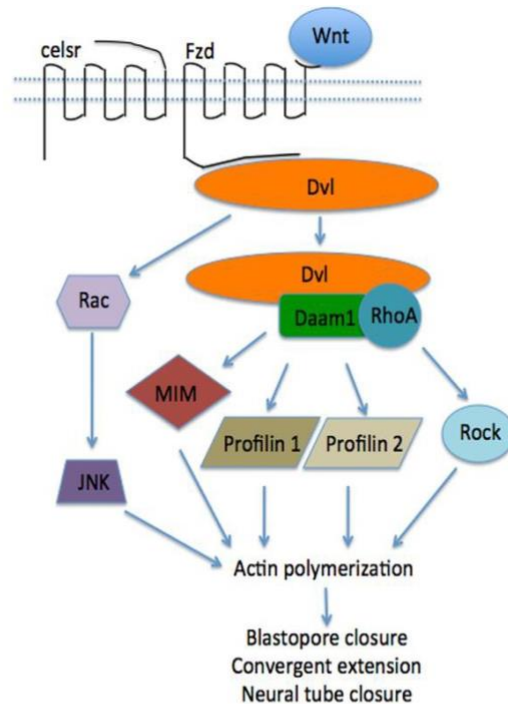 Wnt
celsr
Fzd
Dvl
Dvl
Rac
Daam1
RhoA
MIM
Profilin 1
Profilin 2
Rock
JNK
Actin polymerization
Blastopore closure
Convergent extension
Neural tube closure